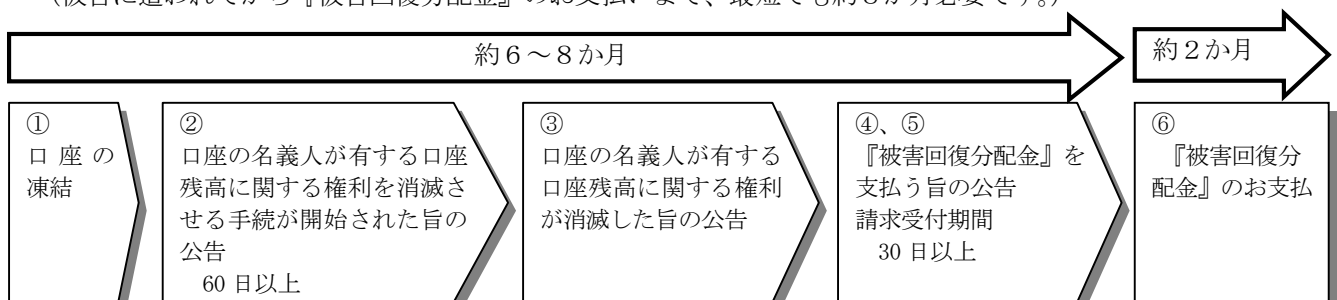 (被害に遭われてから『被害回復分配金』のお支払いまで、最短でも約8か月必要です。)
約6～8か月
約2か月
①
口座の
凍結
②
口座の名義人が有する口座
残高に関する権利を消滅さ
せる手続が開始された旨の
公告
60日以上
③
口座の名義人が有する
口座残高に関する権利
が消滅した旨の公告
④、⑤
『被害回復分配金』を
支払う旨の公告
請求受付期間
30日以上
⑥
『被害回復分
配金』のお支払